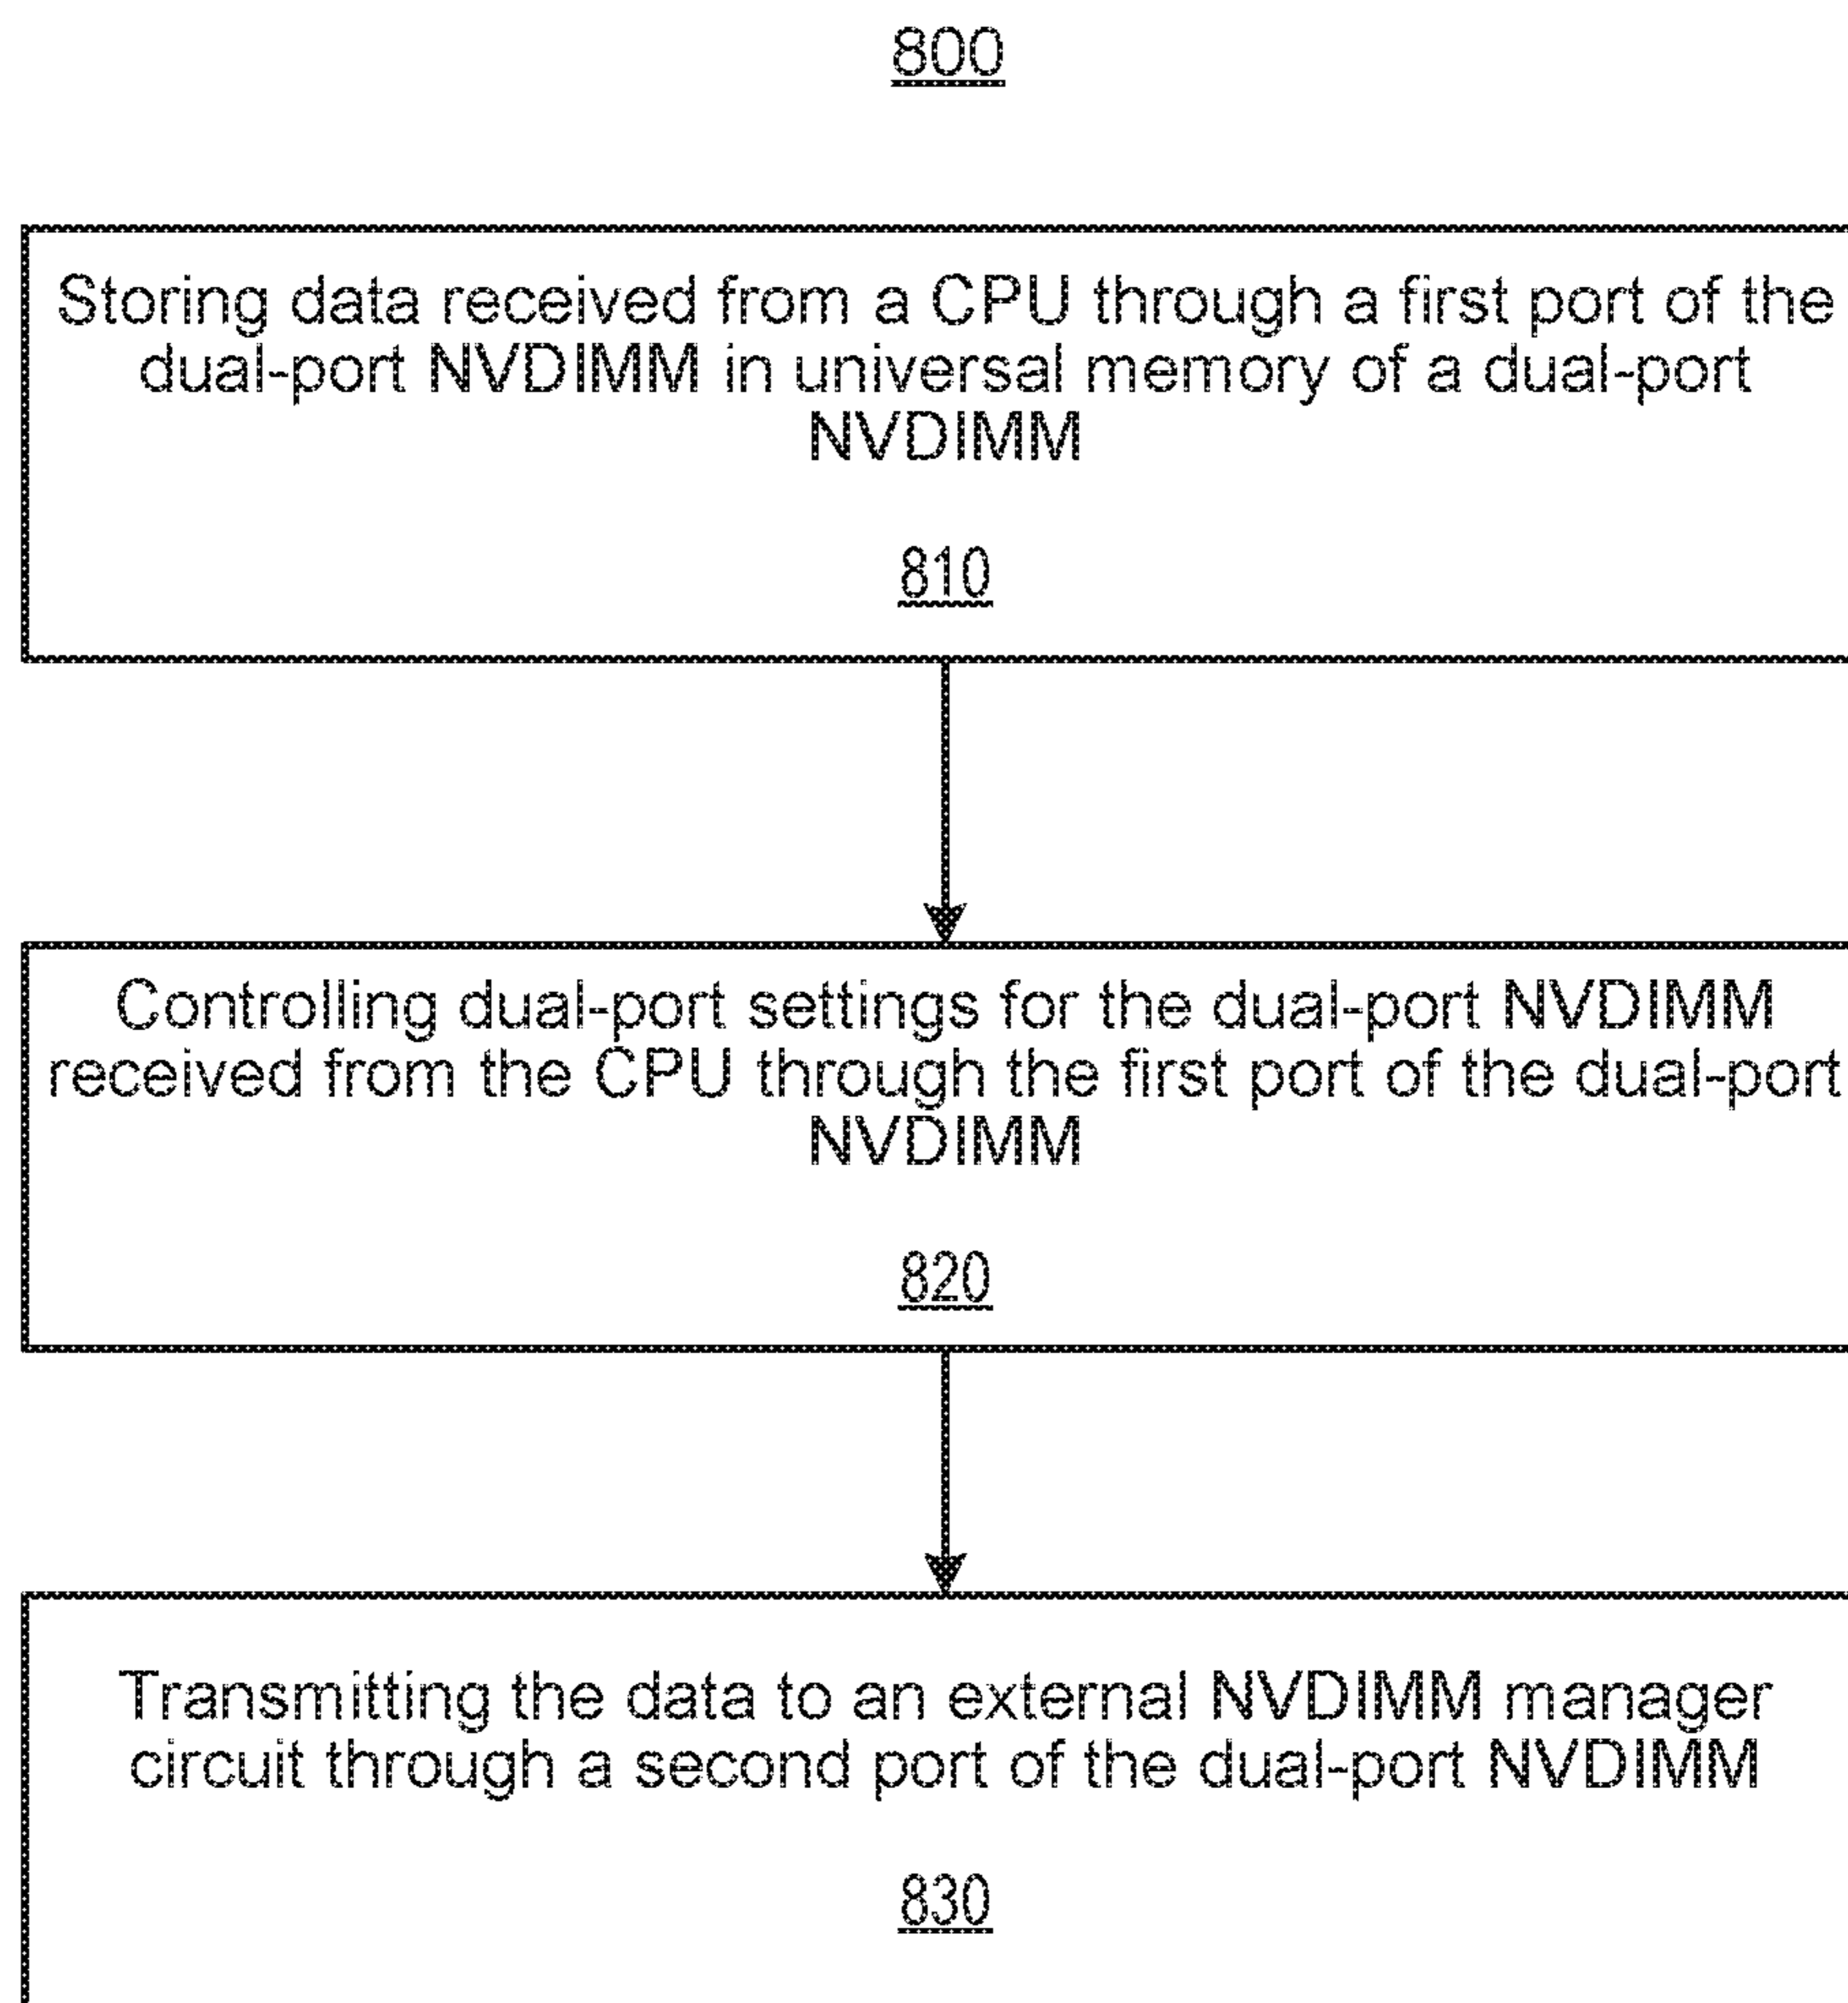 800
Storing data received from a CPU through a first port of the
dual-port NVDIMM in universal memory of a dual-port
NVDIMM
810
Controlling dual-port settings for the dual-port NVDIMM
received from the CPU through the first port of the dual-port
NVDIMM
820
Transmitting the data to an external NVDIMM manager
circuit through a second port of the dual-port NVDIMM
830